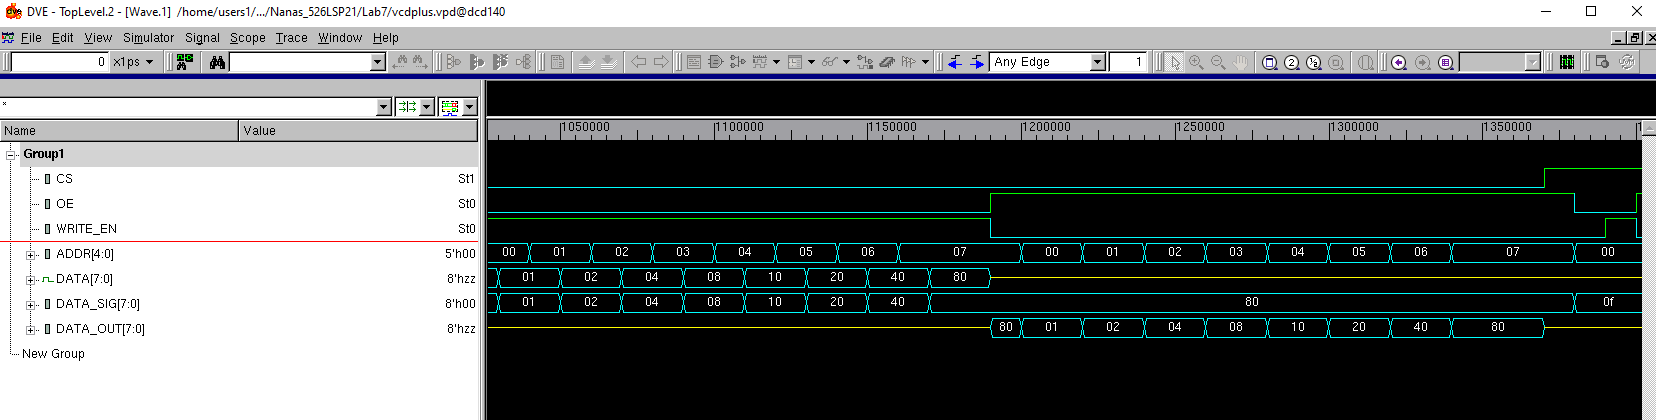 DVE - TopLevel.2 - [Wave.1] /home/users1/.../Nanas_526LSP21/Lab7/vcdplus.vpd@dcd140
File Edit View Simulator Signal Scope Trace Window Help
0 x1ps Any Edge 1
*
Name Value
1050000 1100000 1150000 1200000 1250000 1300000 1350000
Group1
CS St1
OE St0
WRITE_EN St0
ADDR[4:0] 5'h00 00 01 02 03 04 05 06 07 00 01 02 03 04 05 06 07 00
DATA[7:0] 8'hzz 01 02 04 08 10 20 40 80
DATA_SIG[7:0] 8'h00 01 02 04 08 10 20 40 80 0f
DATA_OUT[7:0] 8'hzz 80 01 02 04 08 10 20 40 80
New Group